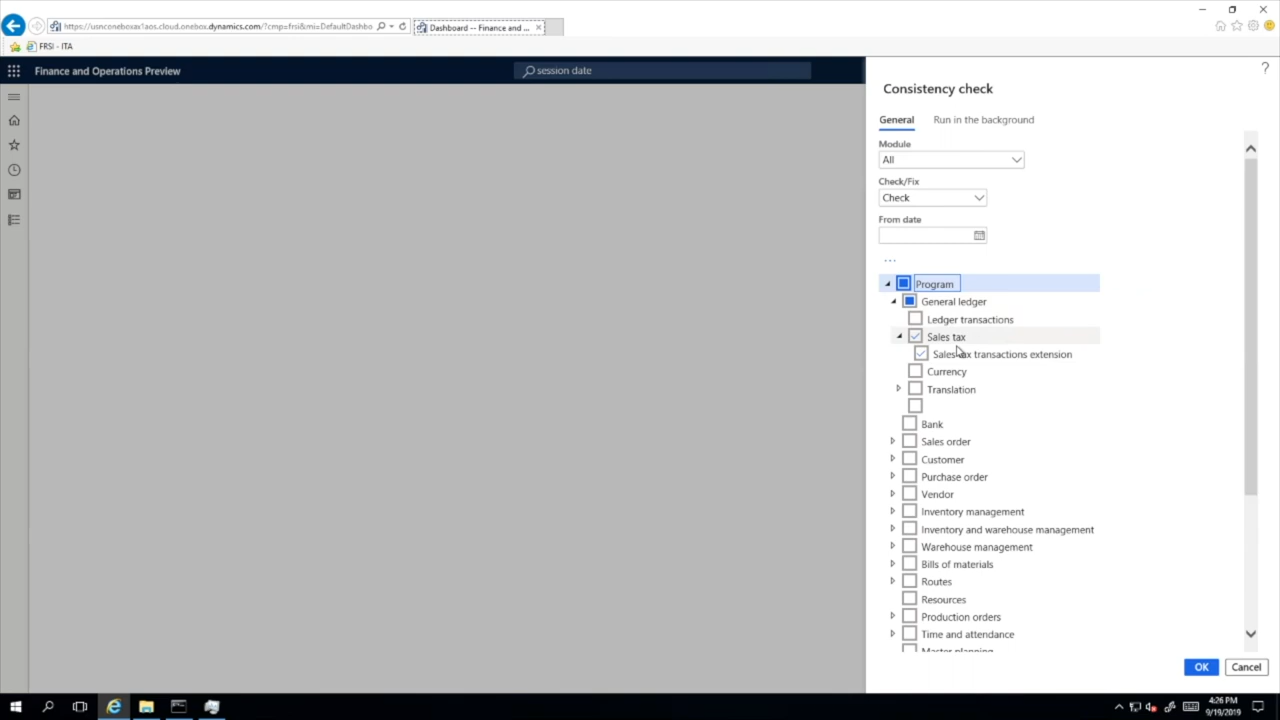 https://usnconeboxax1aos.cloud.onebox.dynamics.com/?cmp=frsi&mi=DefaultDashbo
Dashboard -- Finance and ...
FRSI - ITA
Finance and Operations Preview
session date
?
Consistency check
General
Run in the background
Module
All
Check/Fix
Check
From date
...
Program
General ledger
Ledger transactions
Sales tax
Sales tax transactions extension
Currency
Translation
Bank
Sales order
Customer
Purchase order
Vendor
Inventory management
Inventory and warehouse management
Warehouse management
Bills of materials
Routes
Resources
Production orders
Time and attendance
Master planning
OK
Cancel
4:26 PM
9/19/2019